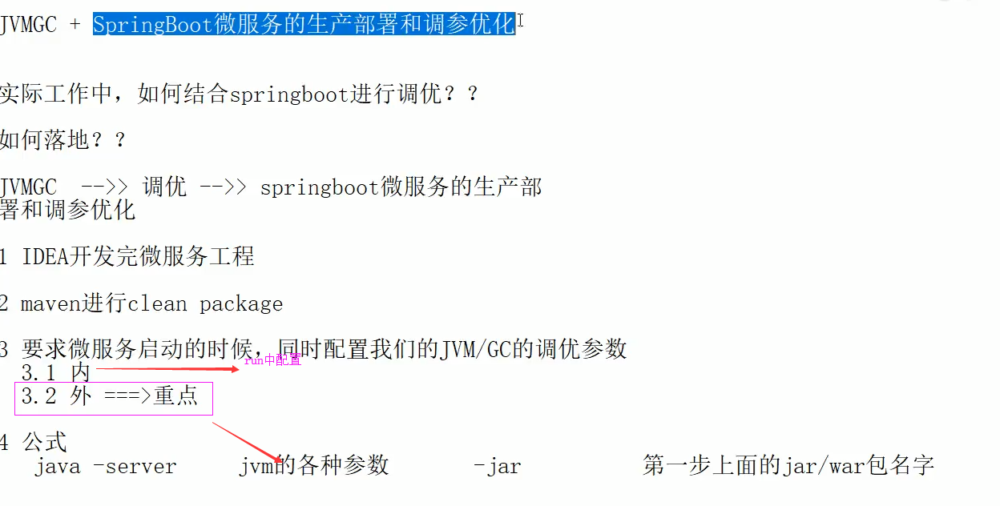 JVMGC + SpringBoot微服务的生产部署和调参优化
实际工作中，如何结合springboot进行调优？？
如何落地？？
JVMGC -->> 调优 -->> springboot微服务的生产部
署和调参优化
1 IDEA开发完微服务工程
2 maven进行clean package
3 要求微服务启动的时候，同时配置我们的JVM/GC的调优参数
3.1 内
run中配置
3.2 外 ===>重点
4 公式
java -server jvm的各种参数 -jar 第一步上面的jar/war包名字